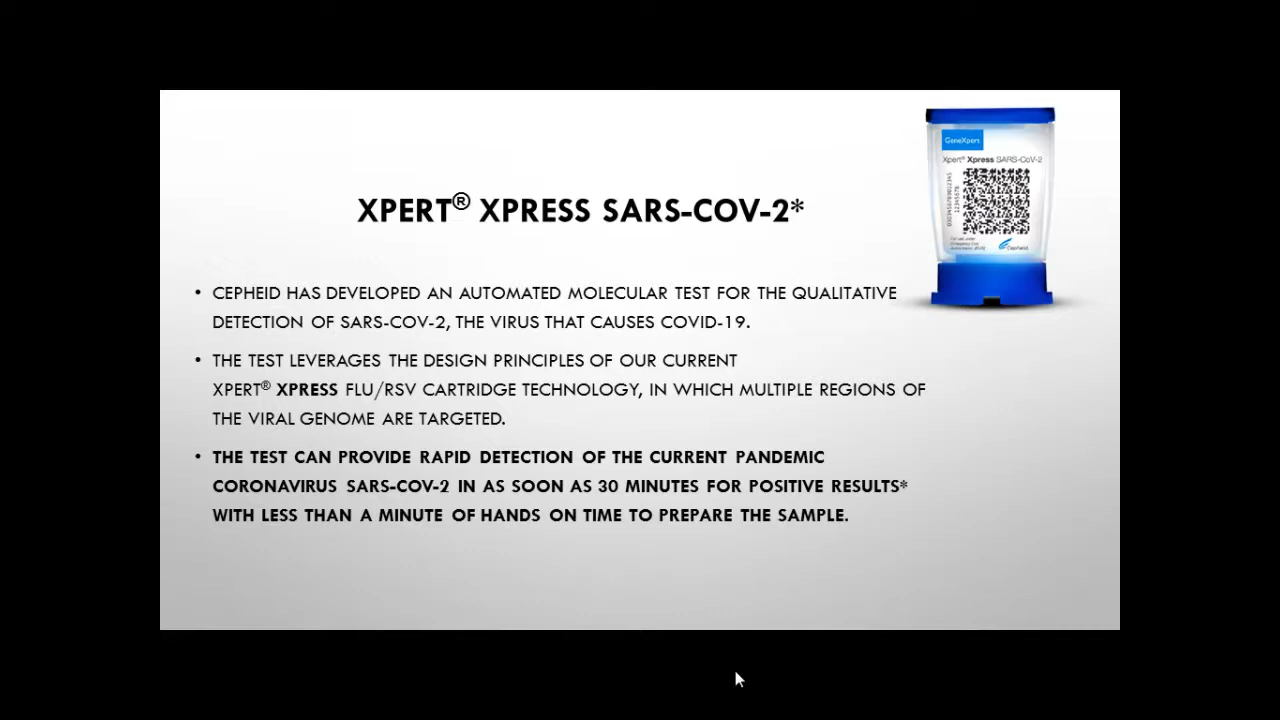 XPERT® XPRESS SARS-COV-2*
GeneXpert
Xpert® Xpress SARS-CoV-2
Cepheid
• CEPHEID HAS DEVELOPED AN AUTOMATED MOLECULAR TEST FOR THE QUALITATIVE
DETECTION OF SARS-COV-2, THE VIRUS THAT CAUSES COVID-19.
• THE TEST LEVERAGES THE DESIGN PRINCIPLES OF OUR CURRENT
XPERT® XPRESS FLU/RSV CARTRIDGE TECHNOLOGY, IN WHICH MULTIPLE REGIONS OF
THE VIRAL GENOME ARE TARGETED.
• THE TEST CAN PROVIDE RAPID DETECTION OF THE CURRENT PANDEMIC
CORONAVIRUS SARS-COV-2 IN AS SOON AS 30 MINUTES FOR POSITIVE RESULTS*
WITH LESS THAN A MINUTE OF HANDS ON TIME TO PREPARE THE SAMPLE.